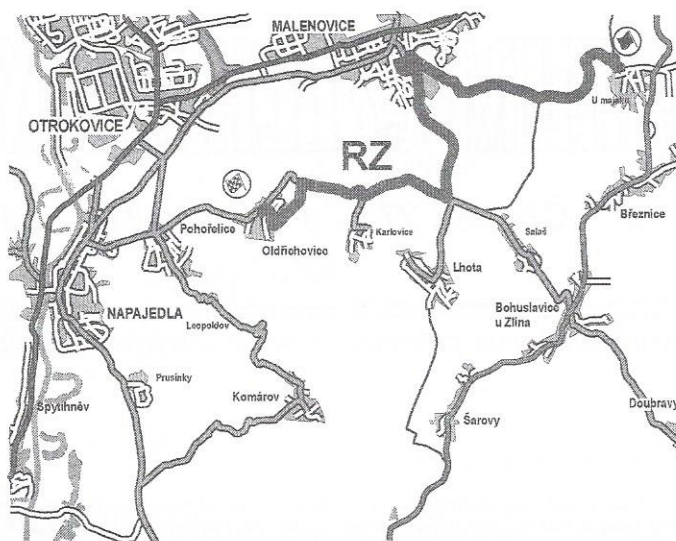 MALENOVICE
U majáku
OTROKOVICE
RZ
Pohořelice
Oldřichovice
Karlovice
Březnice
Salaš
Lhota
NAPAJEDLA
Leopoldov
Bohuslavice
u Zlína
Prusinky
Komárov
Spytihněv
Šarovy
Doubravy